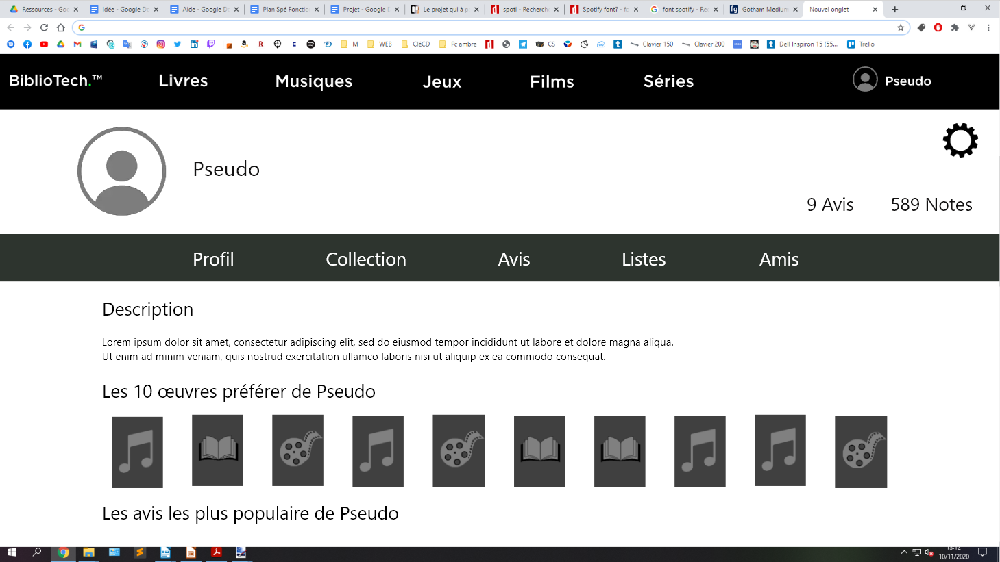 Ressources - Goo
Idée - Google Do
Aide - Google Do
Plan Spé Fonctio
Projet - Google D
Le projet qui à p
spoti - Recherche
Spotify font? - fo
font spotify - Re
Gotham Medium
Nouvel onglet
M
WEB
CléCD
Pc ambre
CS
Clavier 150
Clavier 200
Dell Inspiron 15 (55...
Trello
BiblioTech.™
Livres
Musiques
Jeux
Films
Séries
Pseudo
Pseudo
9 Avis
589 Notes
Profil
Collection
Avis
Listes
Amis
Description
Lorem ipsum dolor sit amet, consectetur adipiscing elit, sed do eiusmod tempor incididunt ut labore et dolore magna aliqua.
Ut enim ad minim veniam, quis nostrud exercitation ullamco laboris nisi ut aliquip ex ea commodo consequat.
Les 10 œuvres préférer de Pseudo
Les avis les plus populaire de Pseudo
10/11/2020